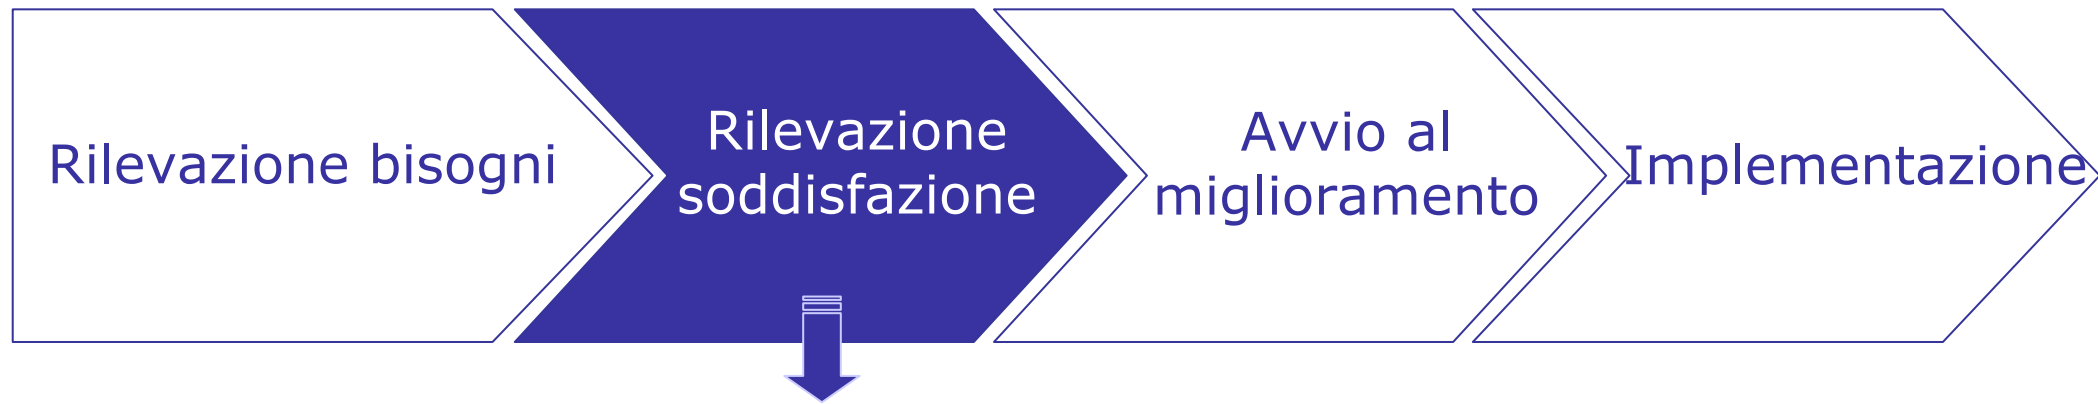 Rilevazione bisogni
Rilevazione
soddisfazione
Avvio al
miglioramento
Implementazione